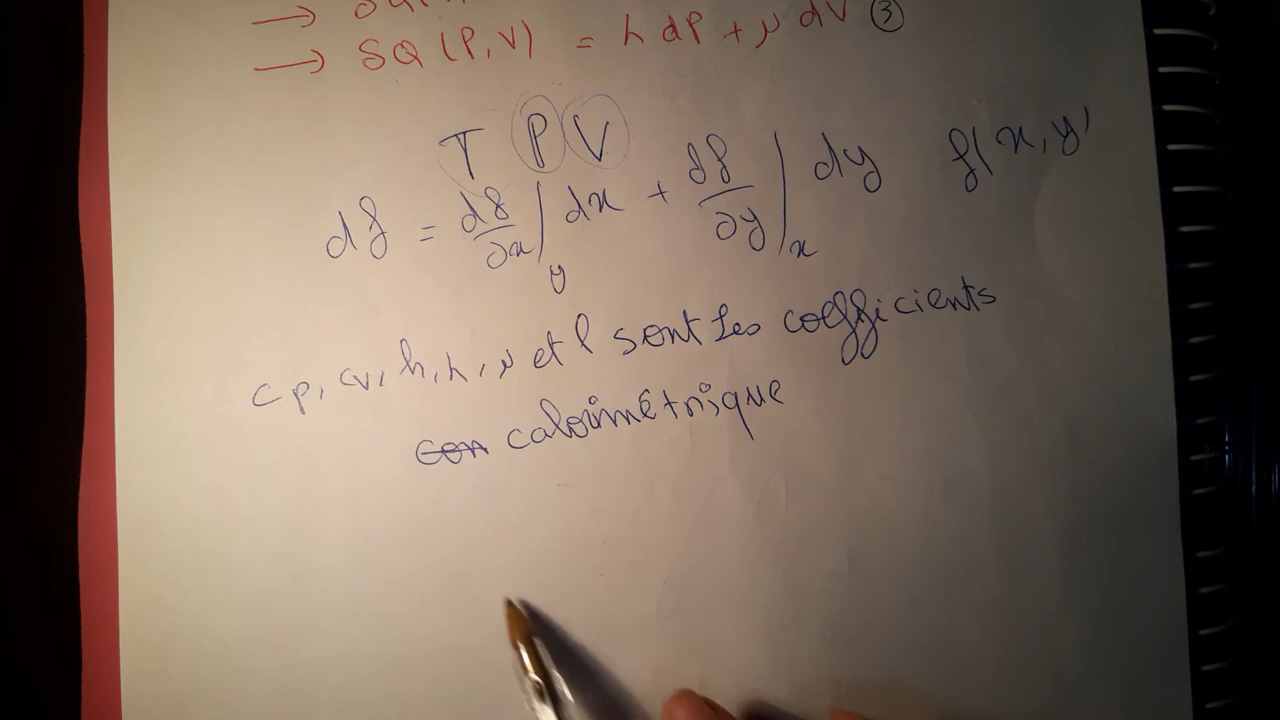 →
→ δQ (P, V) = λ dP + μ dV ③
T P V
df = ∂f/∂x |y dx + ∂f/∂y |x dy f(x, y)
cp, cv, h, λ, μ et l sont les coefficients
calorimétrique